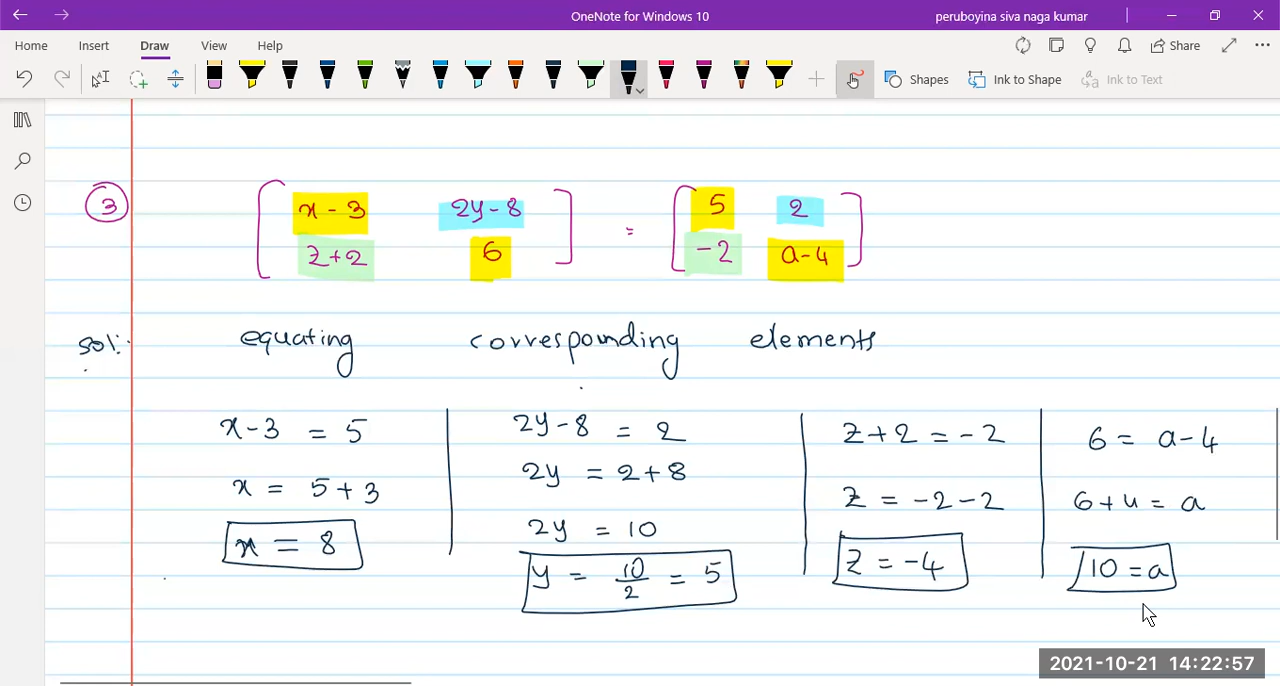 OneNote for Windows 10
peruboyina siva naga kumar
Home Insert Draw View Help
Share
Shapes Ink to Shape Ink to Text
3
x - 3 2y - 8 = 5 2
z + 2 6 -2 a - 4
sol:
equating corresponding elements
x - 3 = 5
x = 5 + 3
x = 8
2y - 8 = 2
2y = 2 + 8
2y = 10
y = 10/2 = 5
z + 2 = -2
z = -2 - 2
z = -4
6 = a - 4
6 + 4 = a
10 = a
2021-10-21 14:22:57